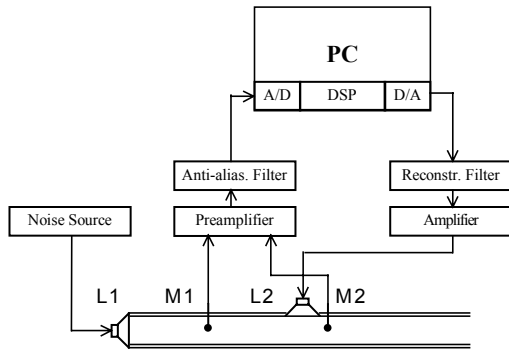 PC
A/D DSP D/A
Anti-alias. Filter Reconstr. Filter
Noise Source Preamplifier Amplifier
L1 M1 L2 M2